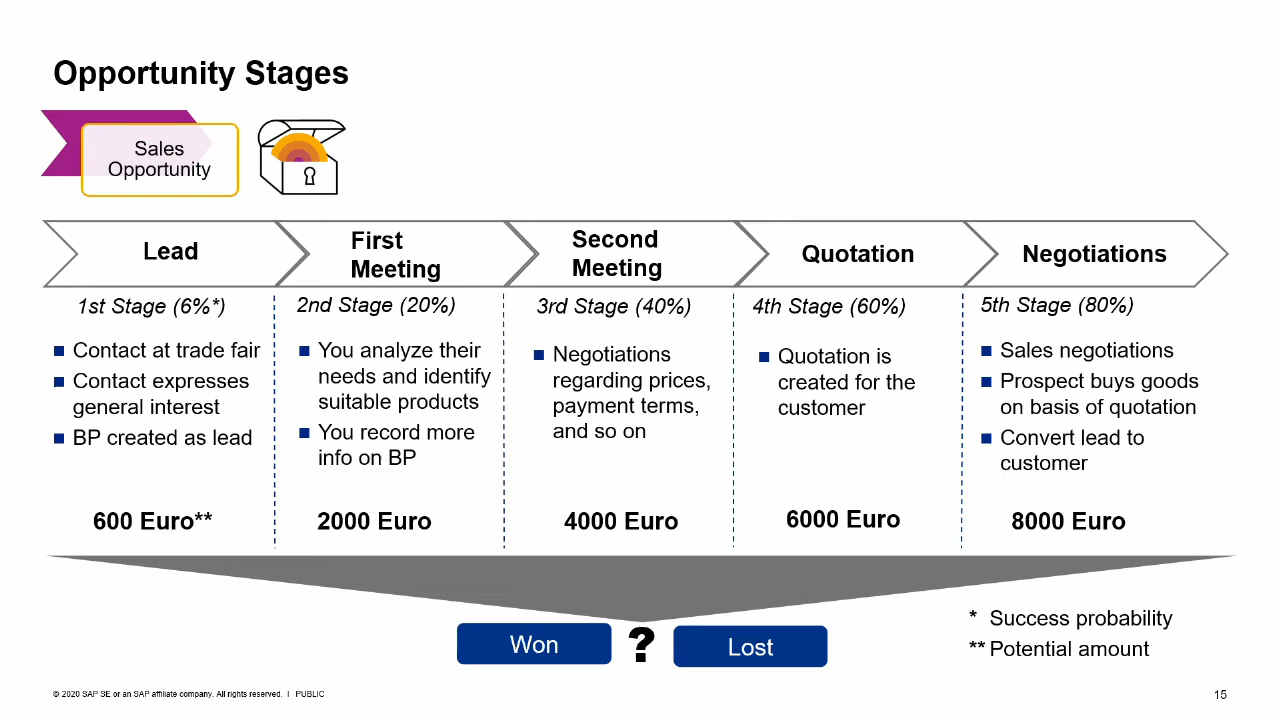 Opportunity Stages
Sales
Opportunity
Lead
First
Meeting
Second
Meeting
Quotation
Negotiations
1st Stage (6%*)
2nd Stage (20%)
3rd Stage (40%)
4th Stage (60%)
5th Stage (80%)
Contact at trade fair
Contact expresses
general interest
BP created as lead
You analyze their
needs and identify
suitable products
You record more
info on BP
Negotiations
regarding prices,
payment terms,
and so on
Quotation is
created for the
customer
Sales negotiations
Prospect buys goods
on basis of quotation
Convert lead to
customer
600 Euro**
2000 Euro
4000 Euro
6000 Euro
8000 Euro
Won
?
Lost
* Success probability
** Potential amount
© 2020 SAP SE or an SAP affiliate company. All rights reserved. I PUBLIC
15